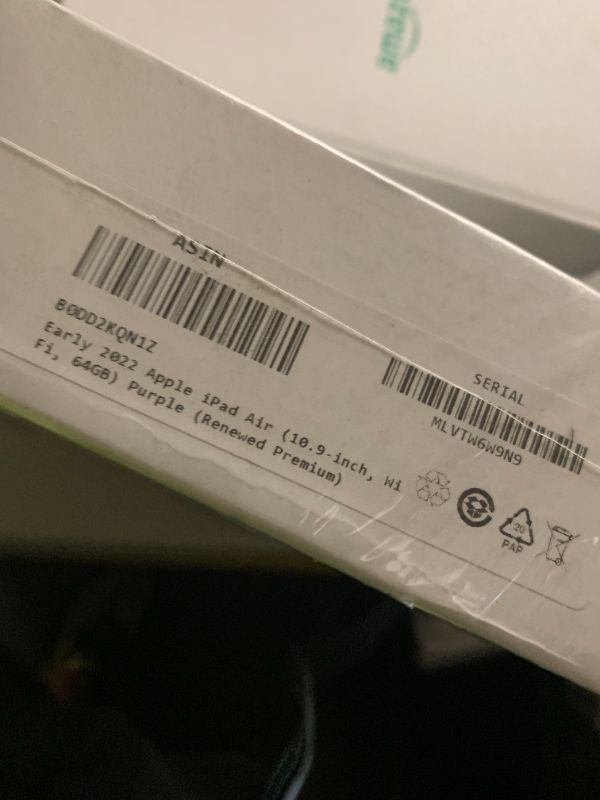 ASIN
B0DD2KQN1Z
Early 2022 Apple iPad Air (10.9-inch, Wi
Fi, 64GB) Purple (Renewed Premium)
SERIAL
MLVTW6W9N9
20
PAP